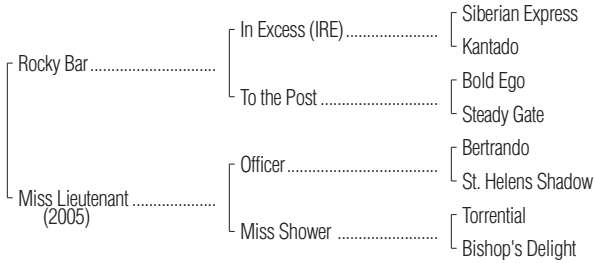 Siberian Express
In Excess (IRE)
Kantado
Rocky Bar
Bold Ego
To the Post
Steady Gate
Bertrando
Officer
St. Helens Shadow
Miss Lieutenant
(2005)
Torrential
Miss Shower
Bishop's Delight